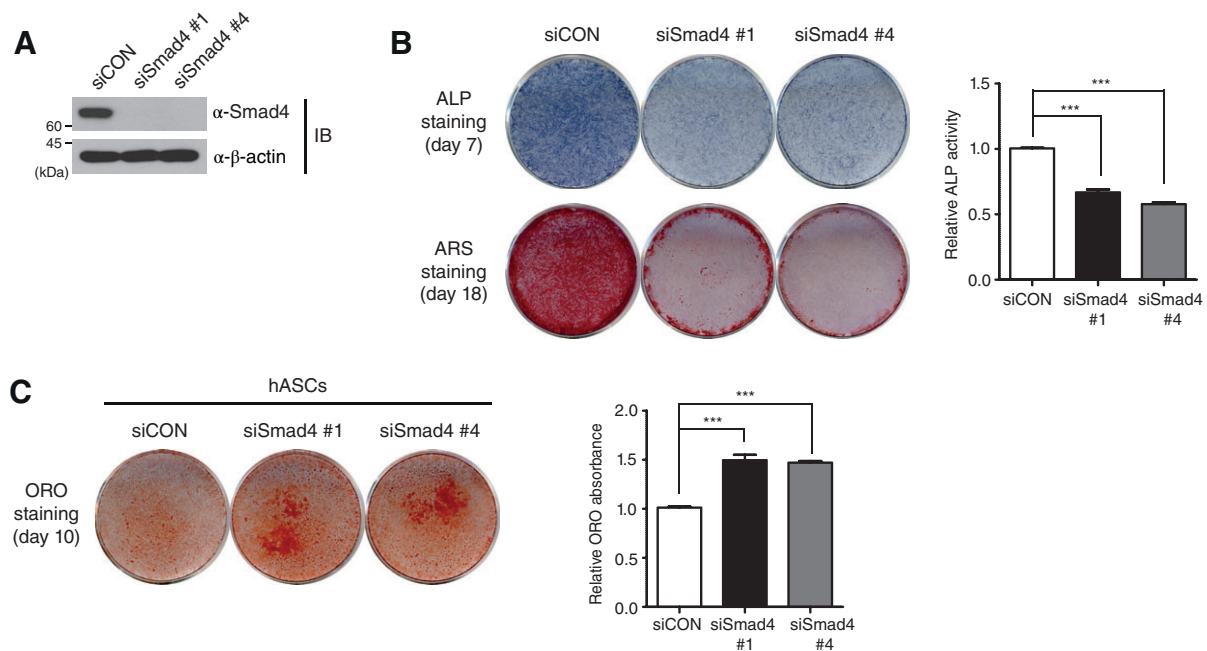 A
siCON
siSmad4 #1
siSmad4 #4
α-Smad4
60
45
α-β-actin
(kDa)
IB
B
siCON siSmad4 #1 siSmad4 #4
ALP
staining
(day 7)
ARS
staining
(day 18)
Relative ALP activity
1.5
1.0
0.5
0.0
***
***
siCON siSmad4 siSmad4
#1 #4
C
hASCs
siCON siSmad4 #1 siSmad4 #4
ORO
staining
(day 10)
Relative ORO absorbance
2.0
1.5
1.0
0.5
0.0
***
***
siCON siSmad4 siSmad4
#1 #4